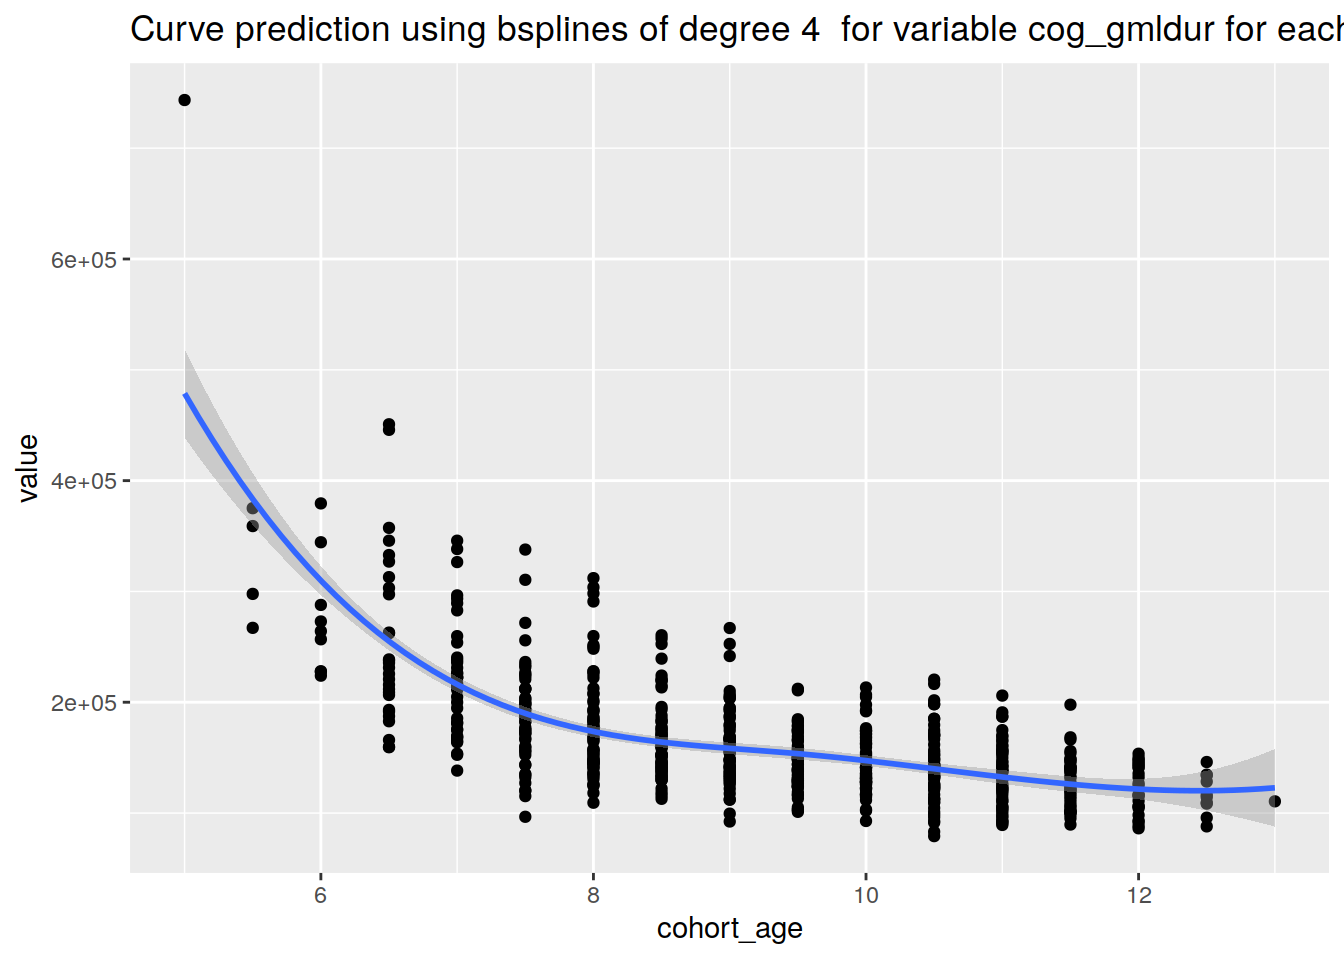 Curve prediction using bsplines of degree 4  for variable cog_gmldur for each
6e+05
4e+05
2e+05
value
6
8
10
12
cohort_age